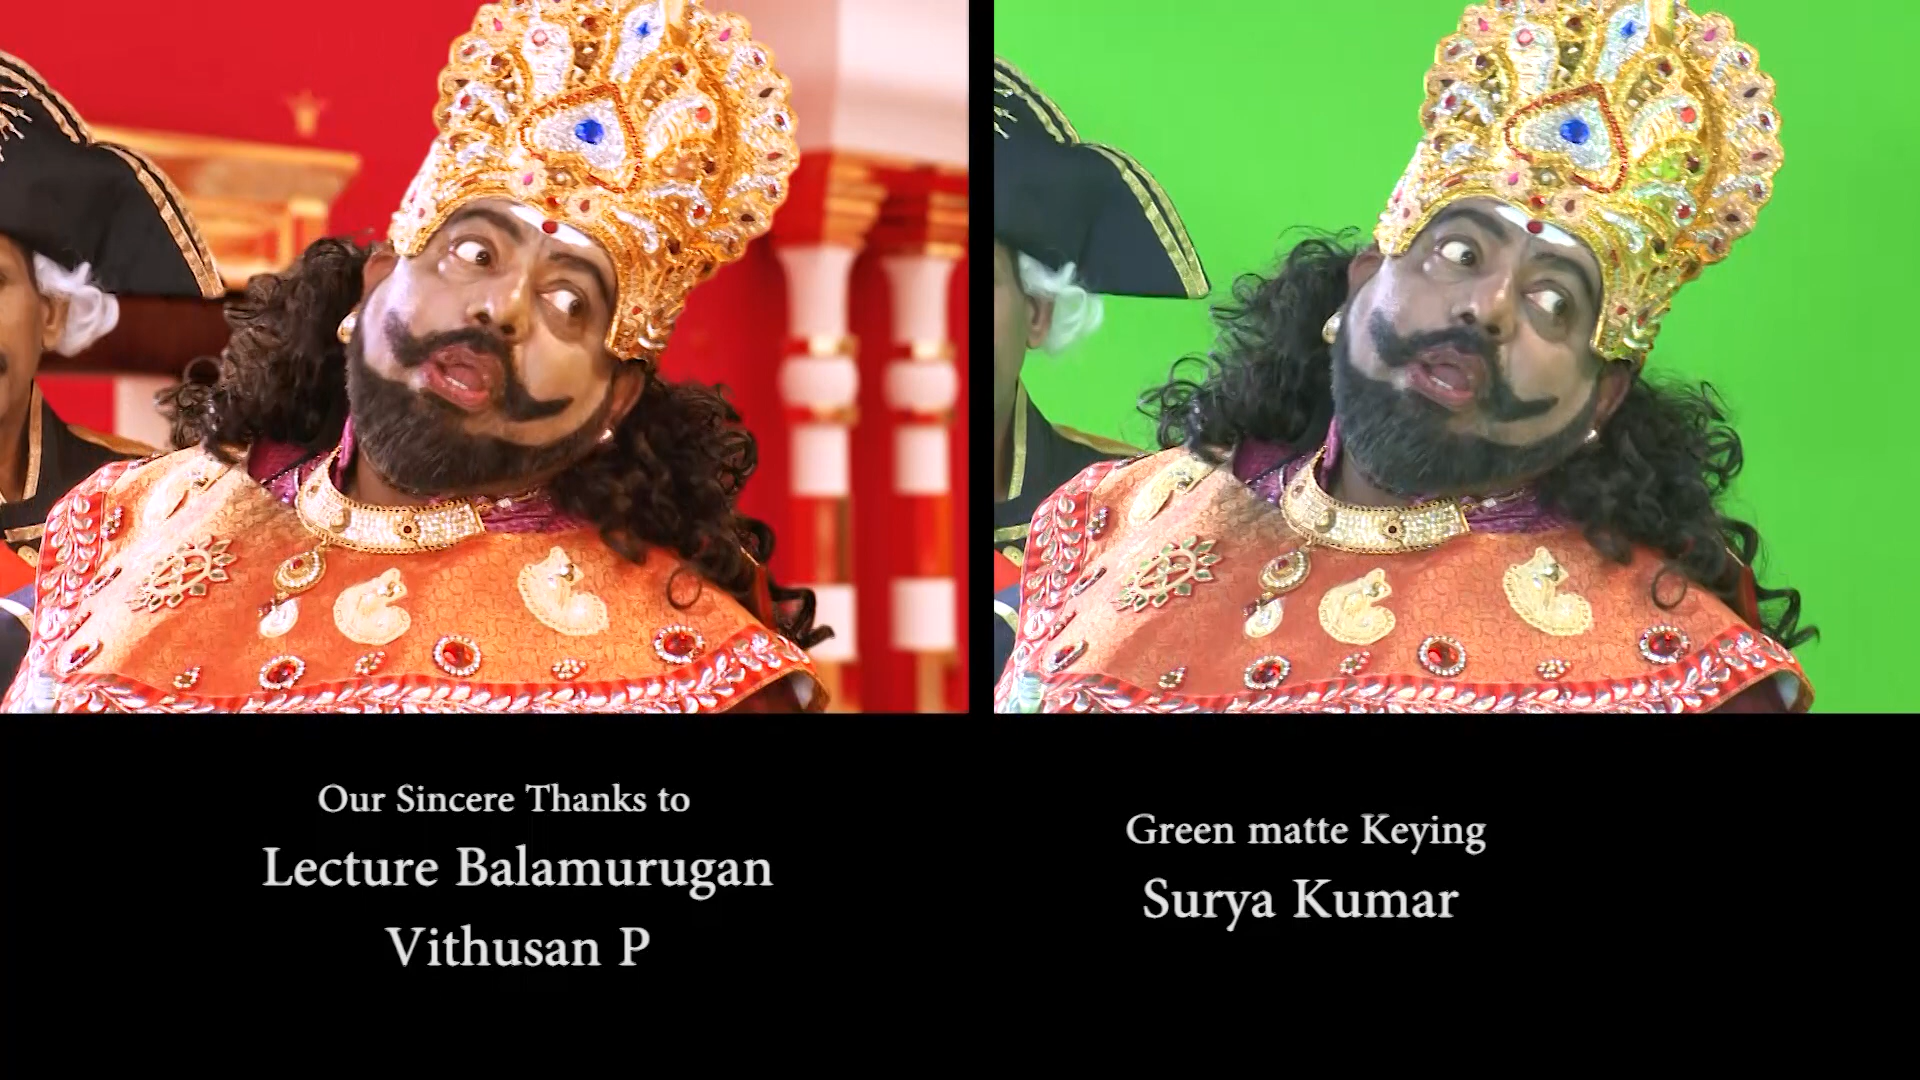 Our Sincere Thanks to
Lecture Balamurugan
Vithusan P
Green matte Keying
Surya Kumar